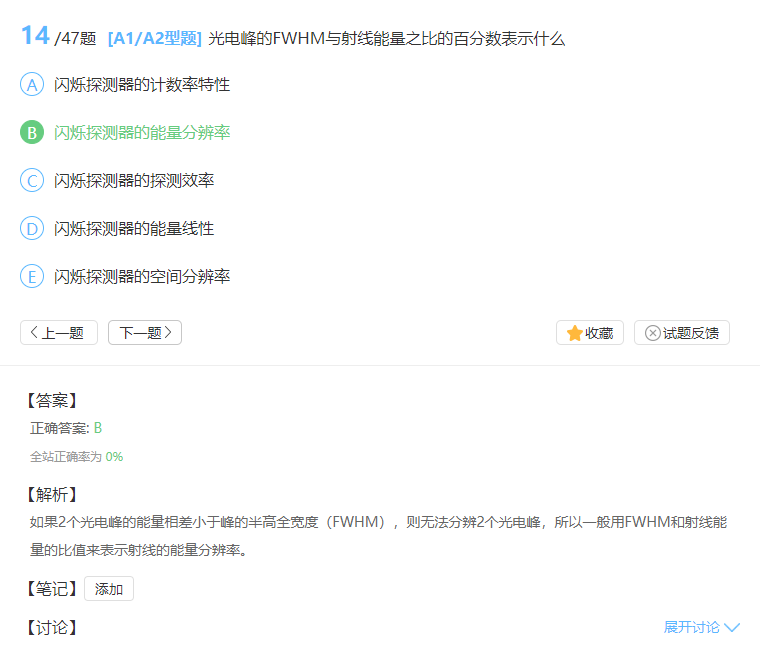 14 /47题 [A1/A2型题] 光电峰的FWHM与射线能量之比的百分数表示什么
A 闪烁探测器的计数率特性
B 闪烁探测器的能量分辨率
C 闪烁探测器的探测效率
D 闪烁探测器的能量线性
E 闪烁探测器的空间分辨率
上一题 下一题 收藏 试题反馈
【答案】
正确答案: B
全站正确率为 0%
【解析】
如果2个光电峰的能量相差小于峰的半高全宽度（FWHM），则无法分辨2个光电峰，所以一般用FWHM和射线能
量的比值来表示射线的能量分辨率。
【笔记】 添加
【讨论】 展开讨论